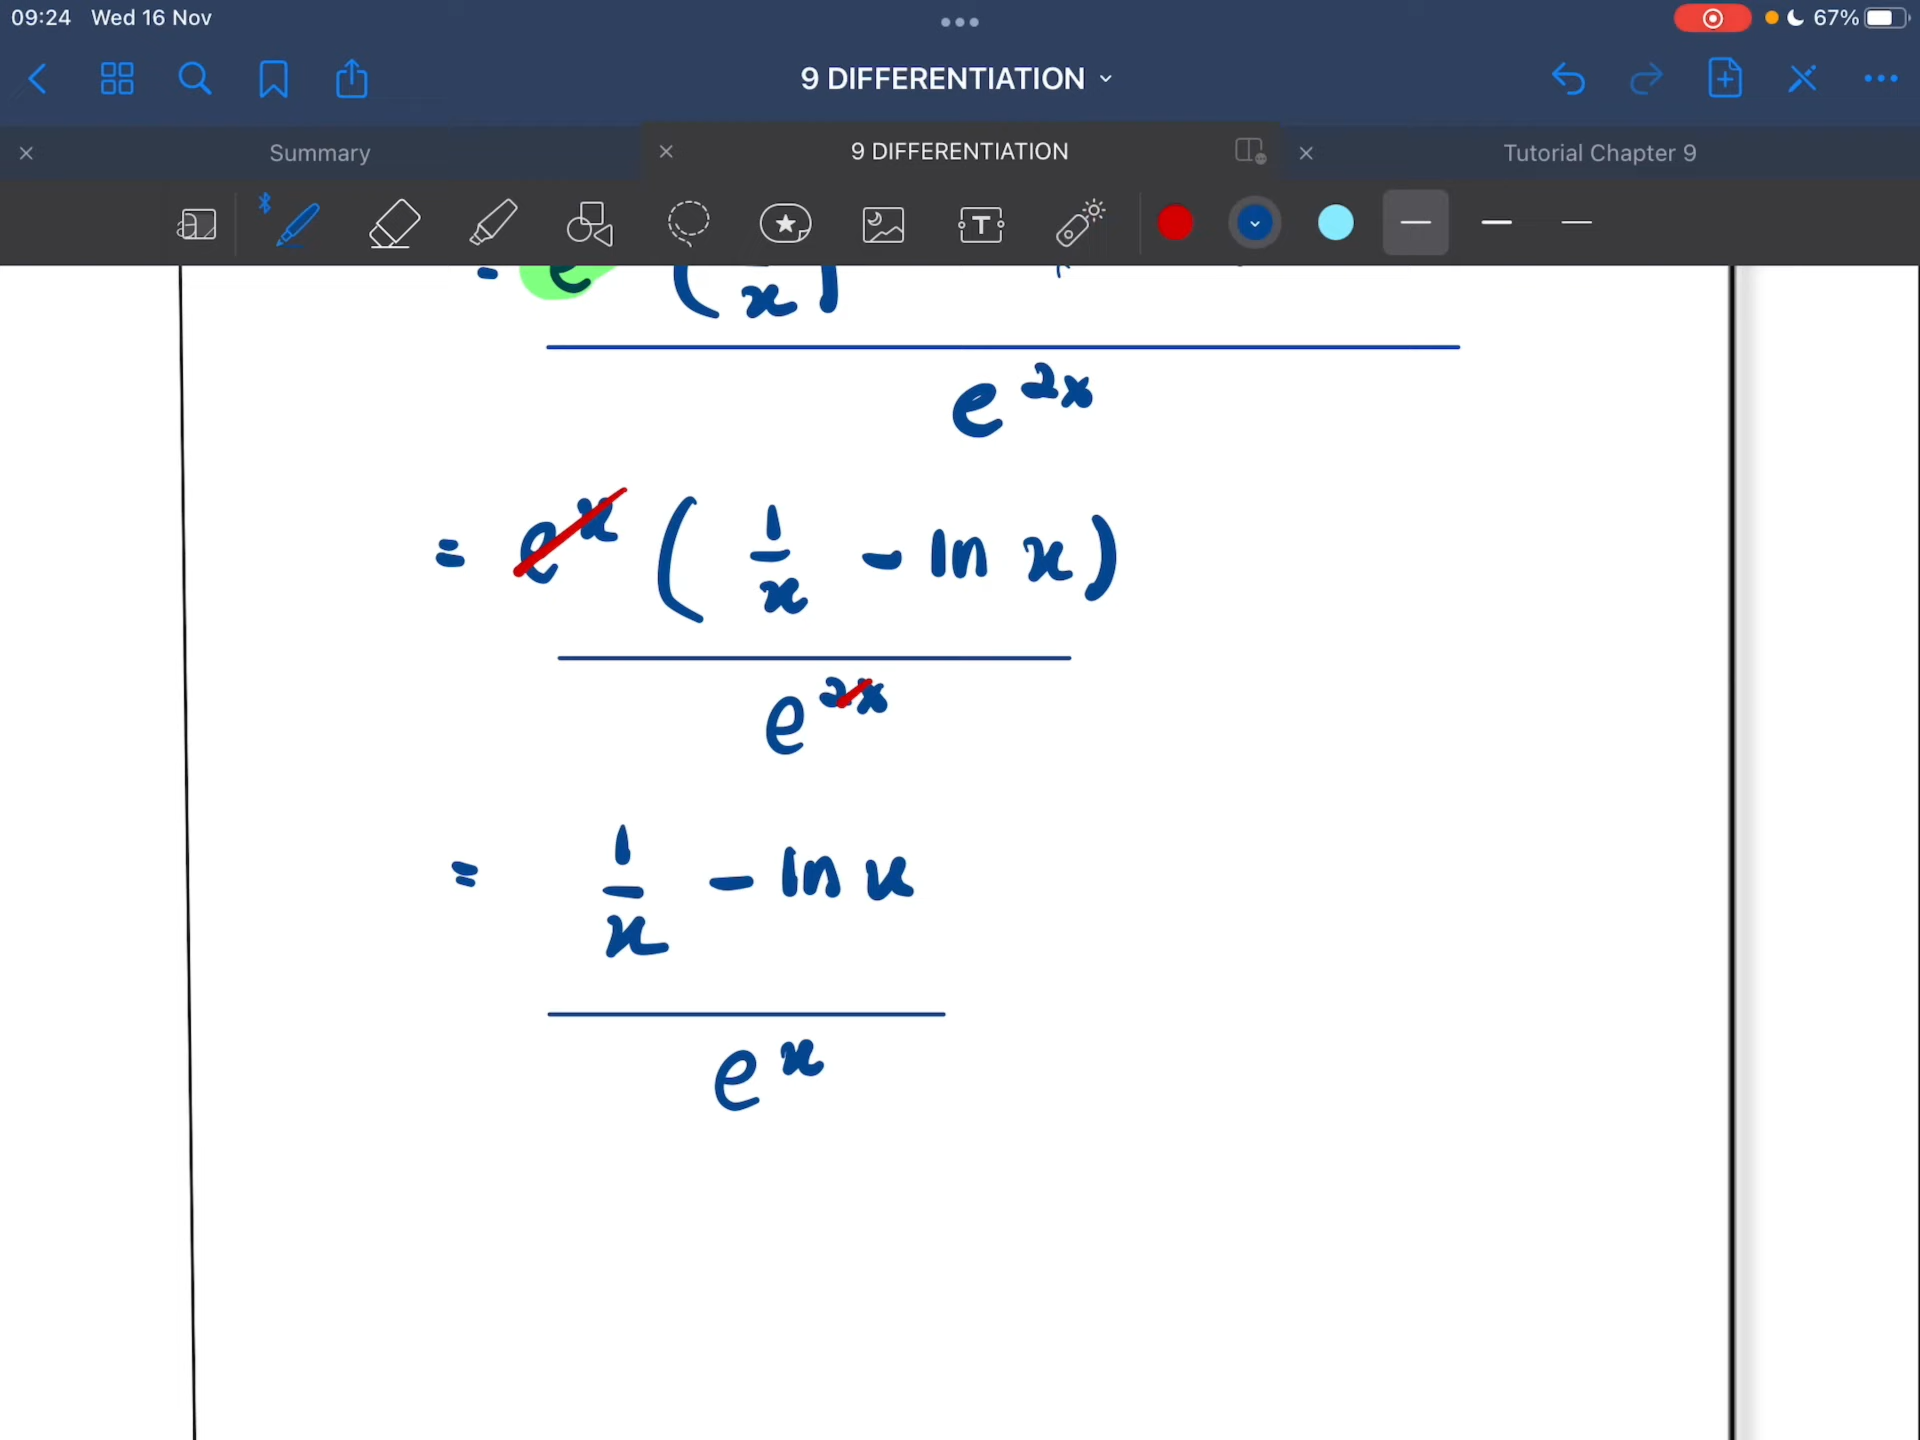 09:24 Wed 16 Nov 67%
9 DIFFERENTIATION
Summary 9 DIFFERENTIATION Tutorial Chapter 9
= e ( x )
e^2x
= e^x ( 1/x - ln x )
e^2x
= 1/x - ln x
e^x